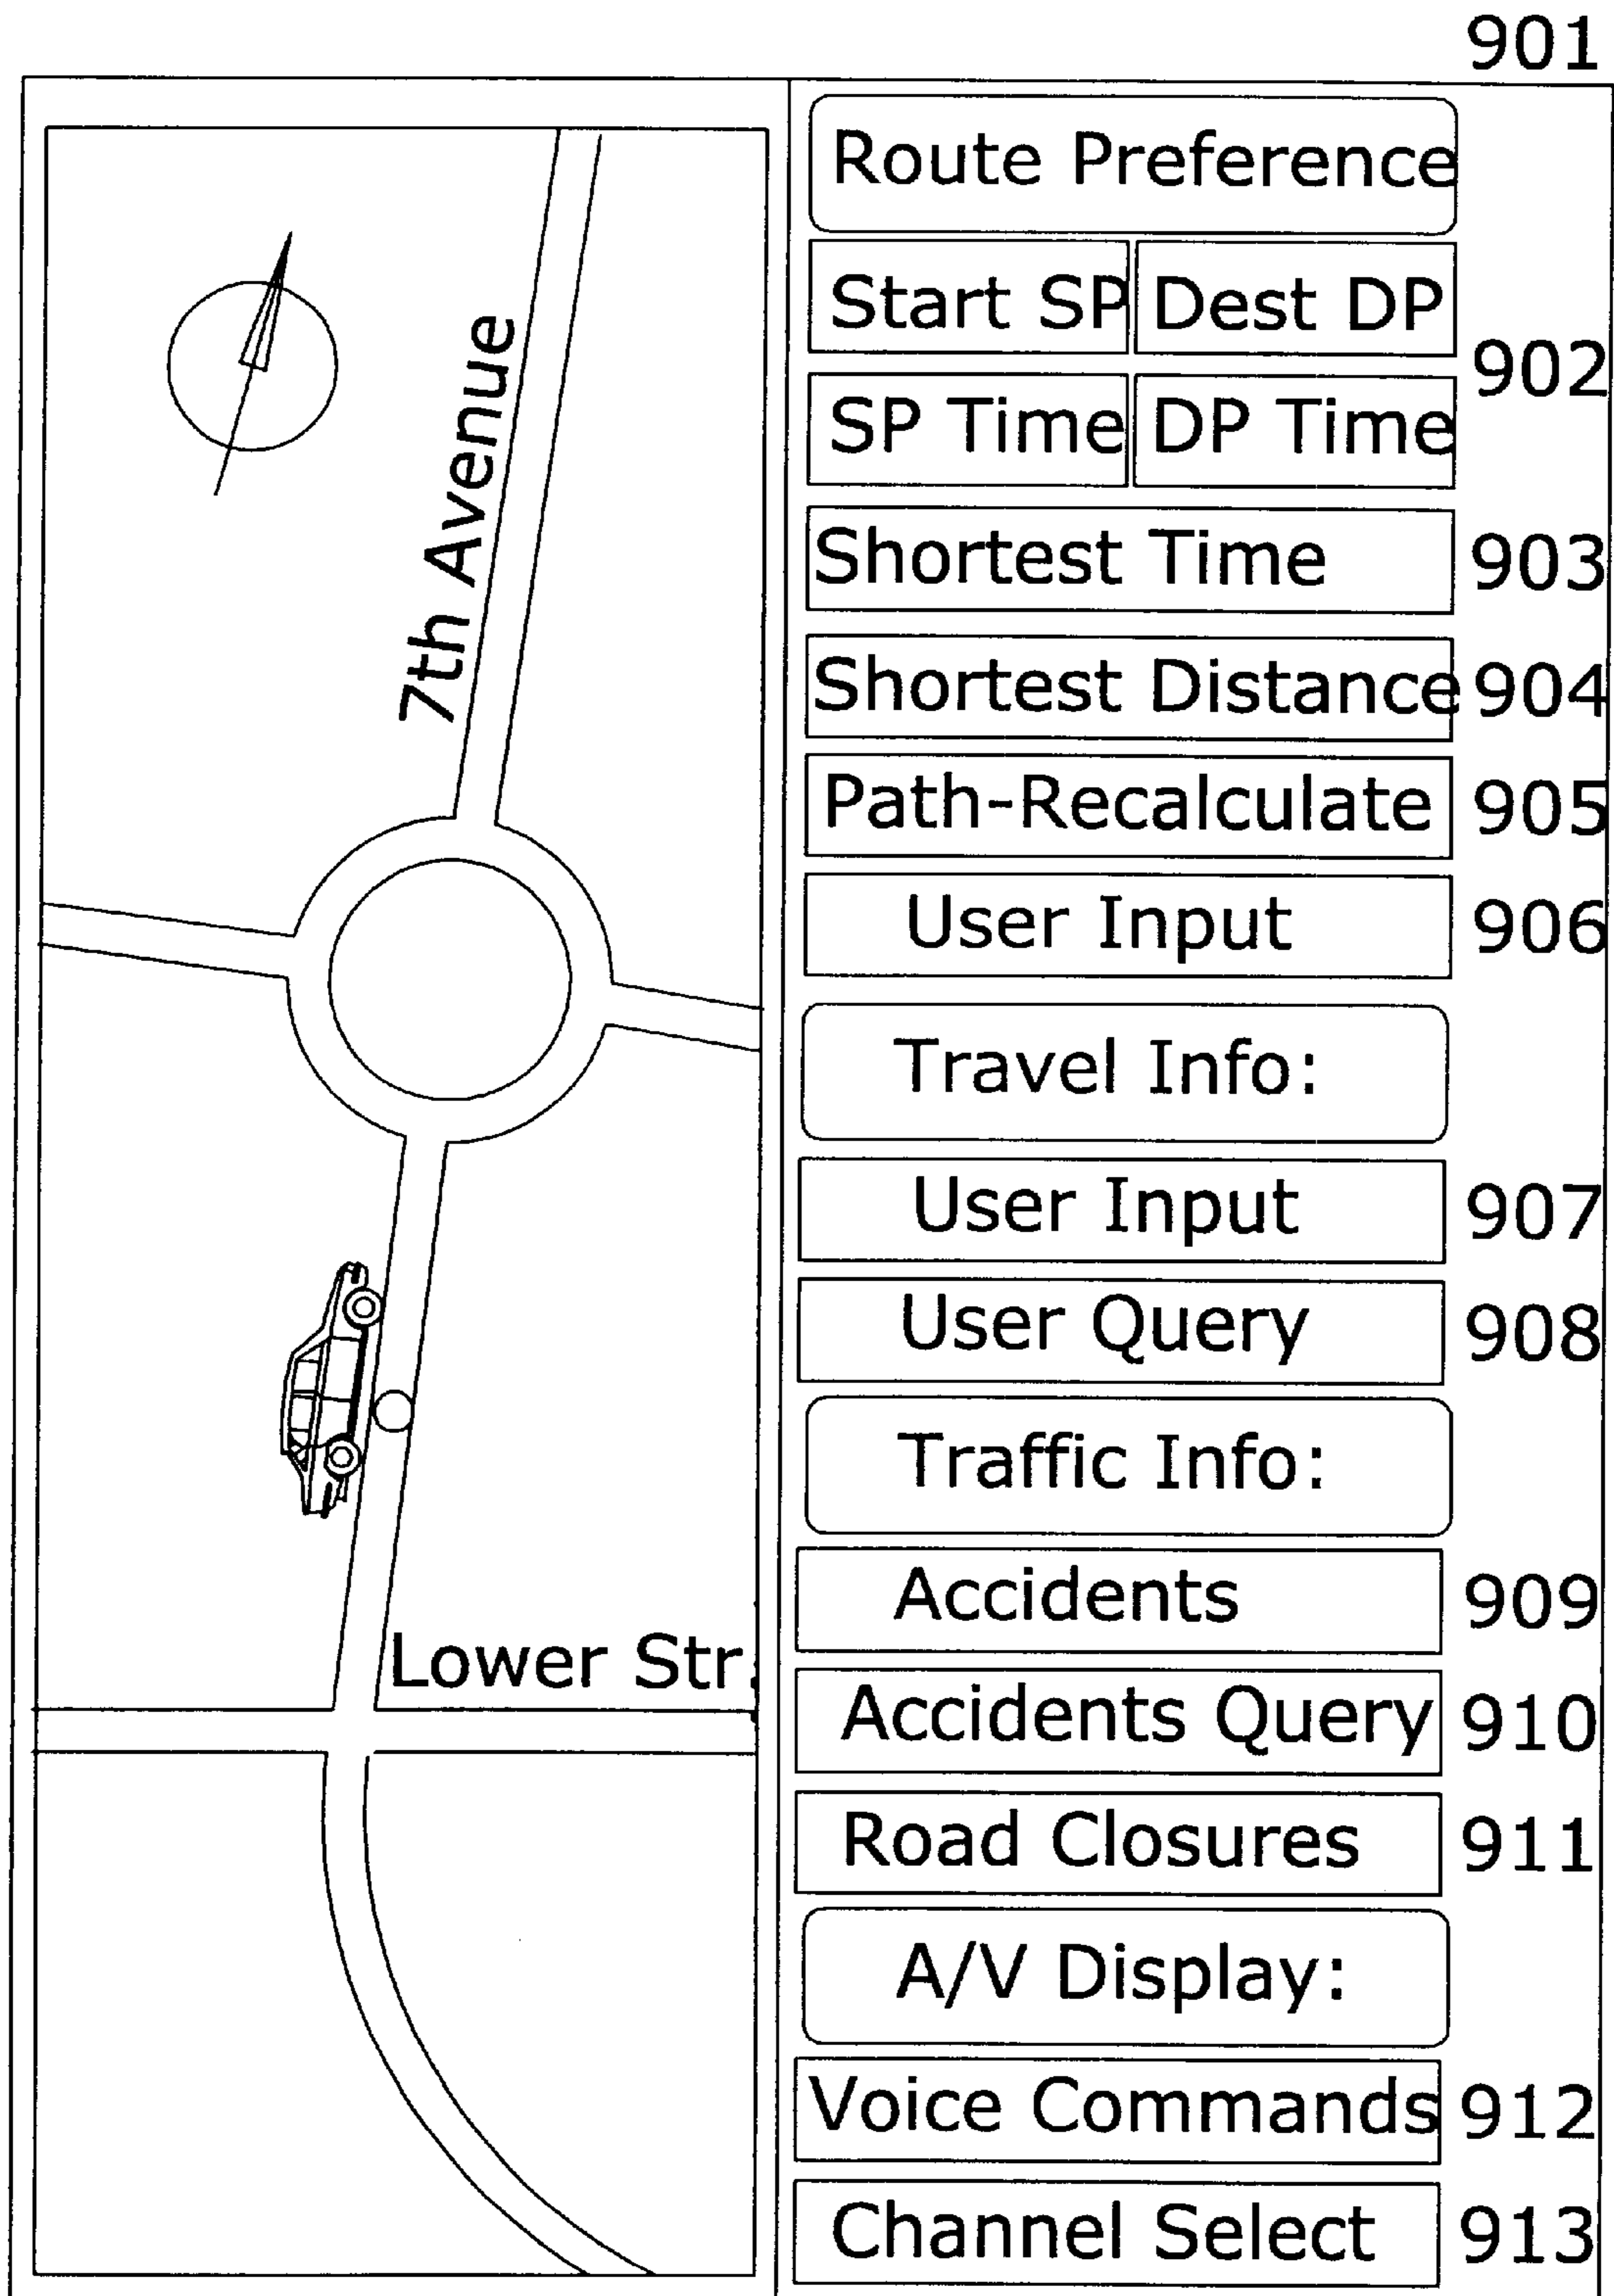 901
Route Preference
Start SP Dest DP
902
SP Time DP Time
Shortest Time 903
Shortest Distance 904
Path-Recalculate 905
User Input 906
Travel Info:
User Input 907
User Query 908
Traffic Info:
Accidents 909
Accidents Query 910
Road Closures 911
A/V Display:
Voice Commands 912
Channel Select 913
7th Avenue
Lower Str.